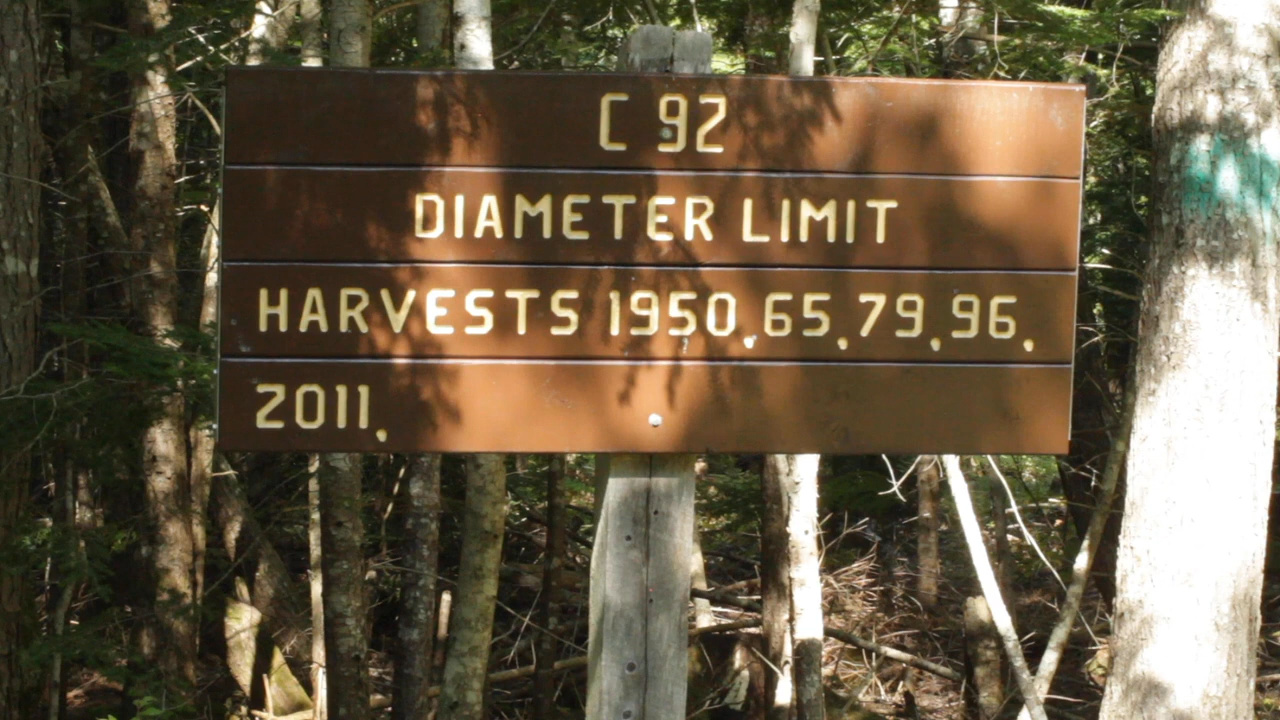 C 92
DIAMETER LIMIT
HARVESTS 1950, 65, 79, 96,
2011,